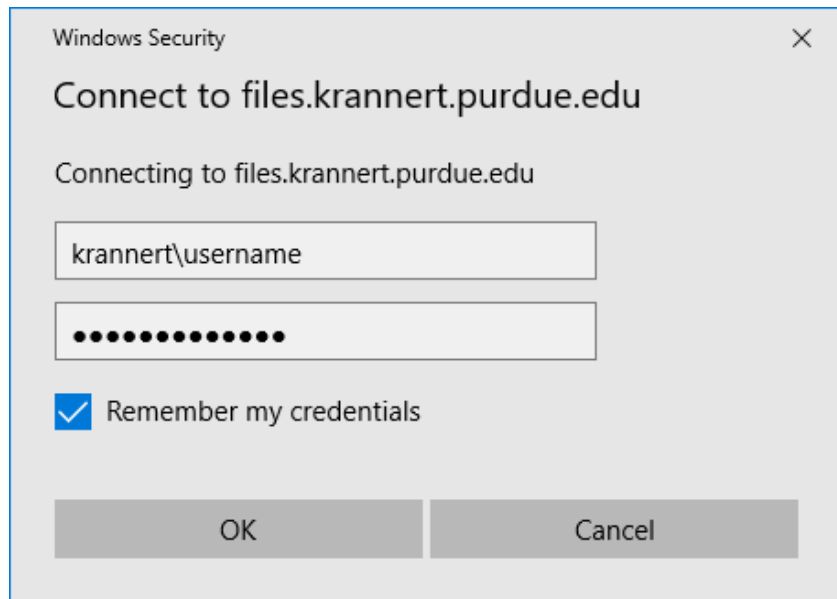 Windows Security
Connect to files.krannert.purdue.edu
Connecting to files.krannert.purdue.edu
krannert\username
●●●●●●●●●●●●●
Remember my credentials
OK Cancel